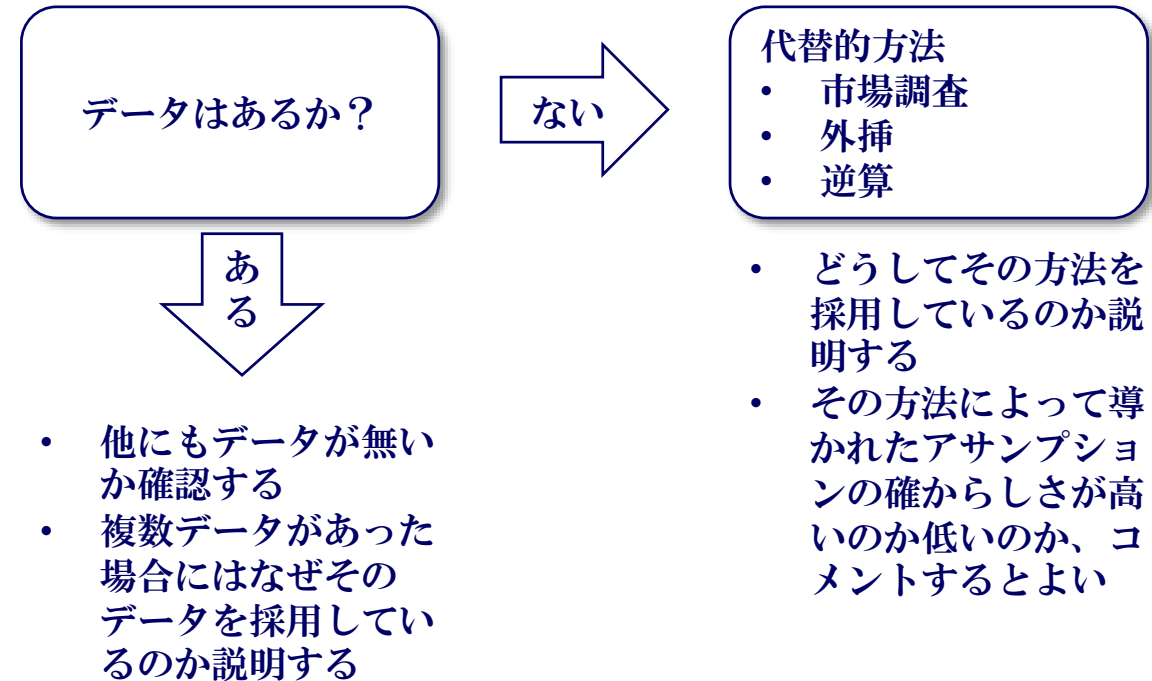 データはあるか？
ない
代替的方法
• 市場調査
• 外挿
• 逆算
あ
る
• 他にもデータが無い
か確認する
• 複数データがあった
場合にはなぜその
データを採用してい
るのか説明する
• どうしてその方法を
採用しているのか説
明する
• その方法によって導
かれたアサンプショ
ンの確からしさが高
いのか低いのか、コ
メントするとよい